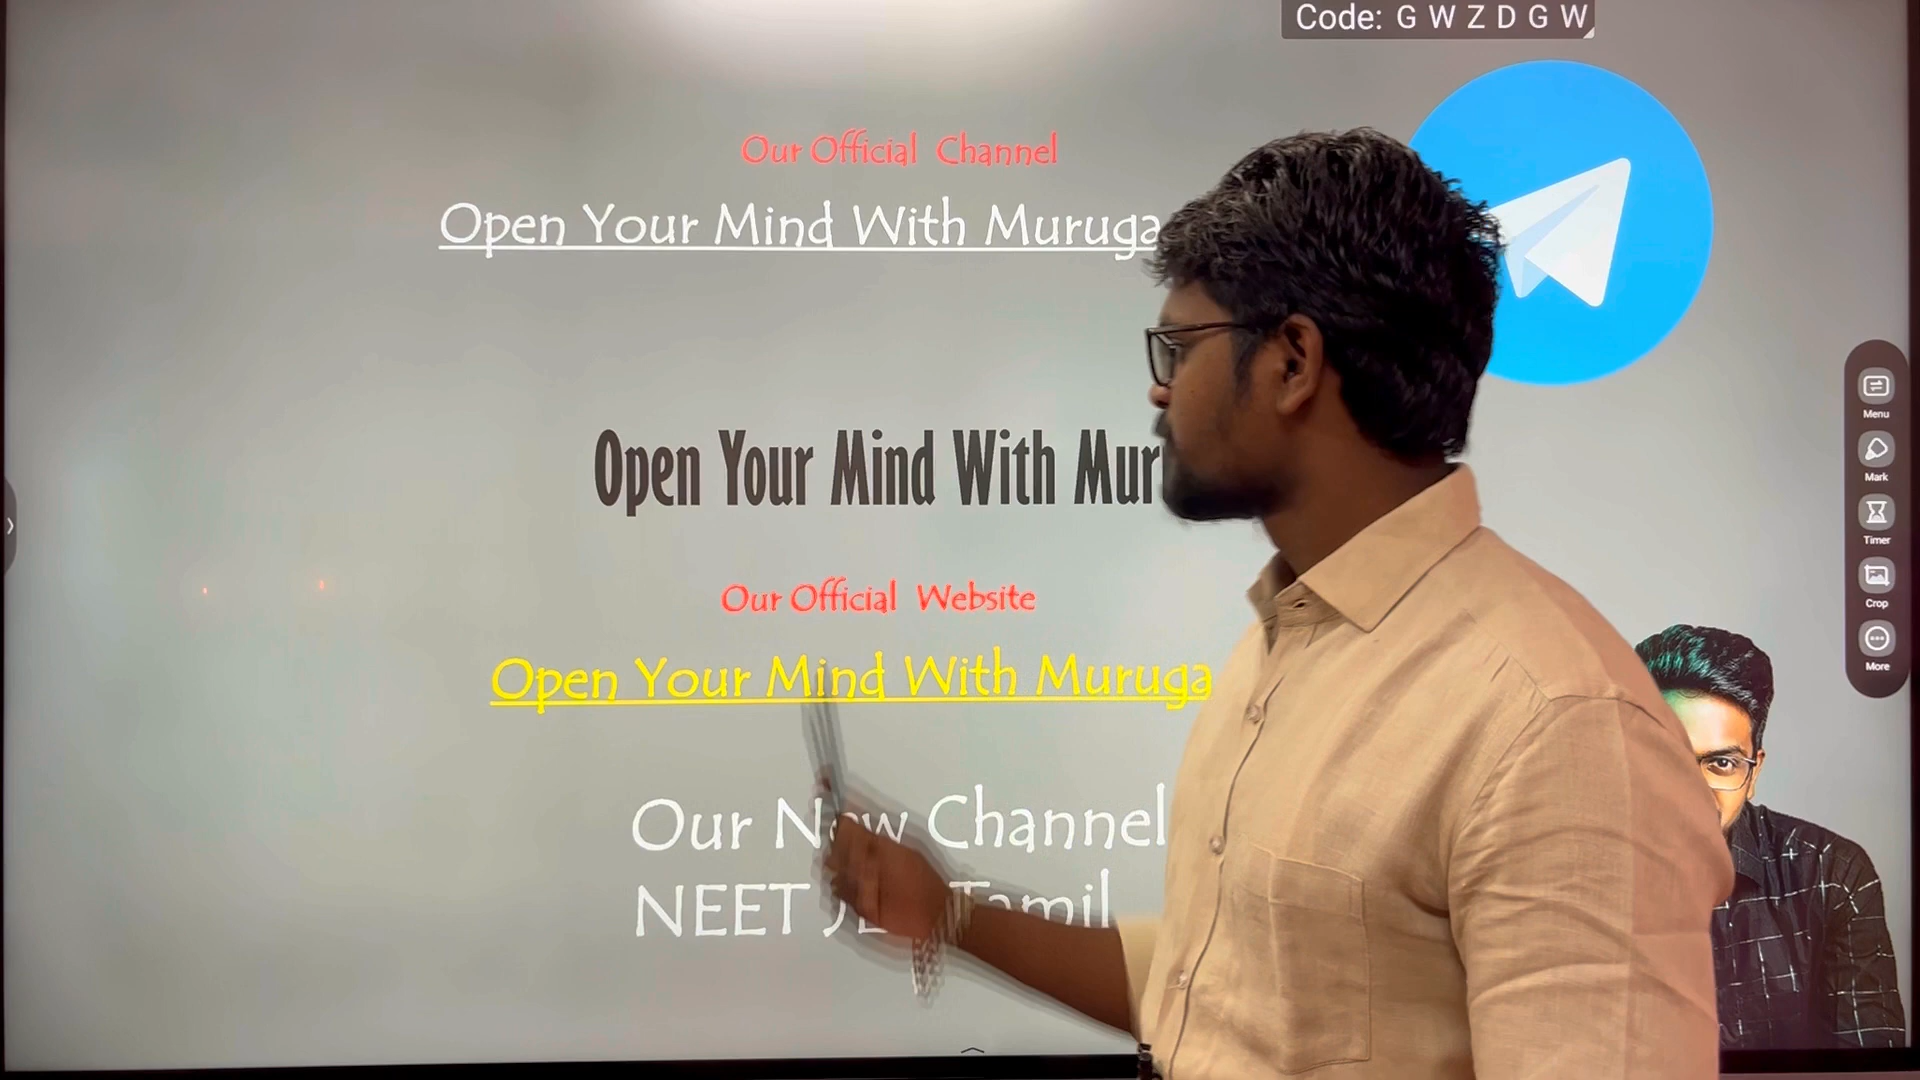 Code: G W Z D G W
Our Official Channel
Open Your Mind With Muruga
Open Your Mind With Mur
Our Official Website
Open Your Mind With Muruga
Our New Channel
NEET Tamil
Menu
Mark
Timer
Crop
More